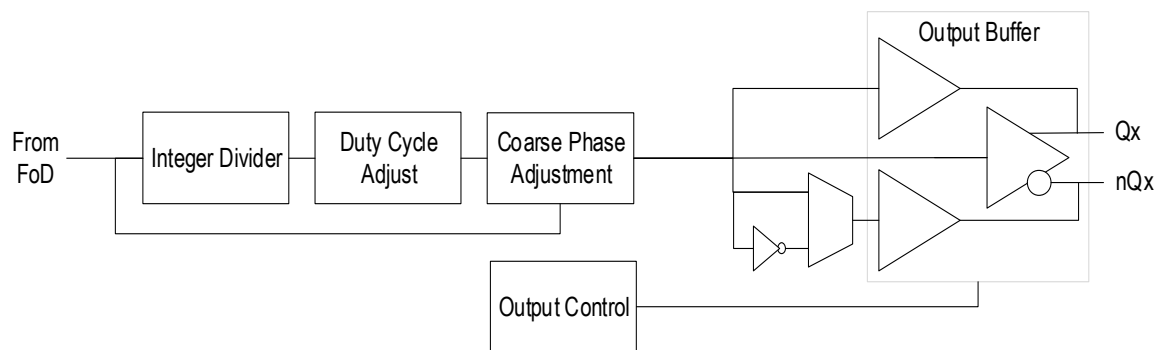 Output Buffer
From
FoD
Integer Divider
Duty Cycle
Adjust
Coarse Phase
Adjustment
Qx
nQx
Output Control